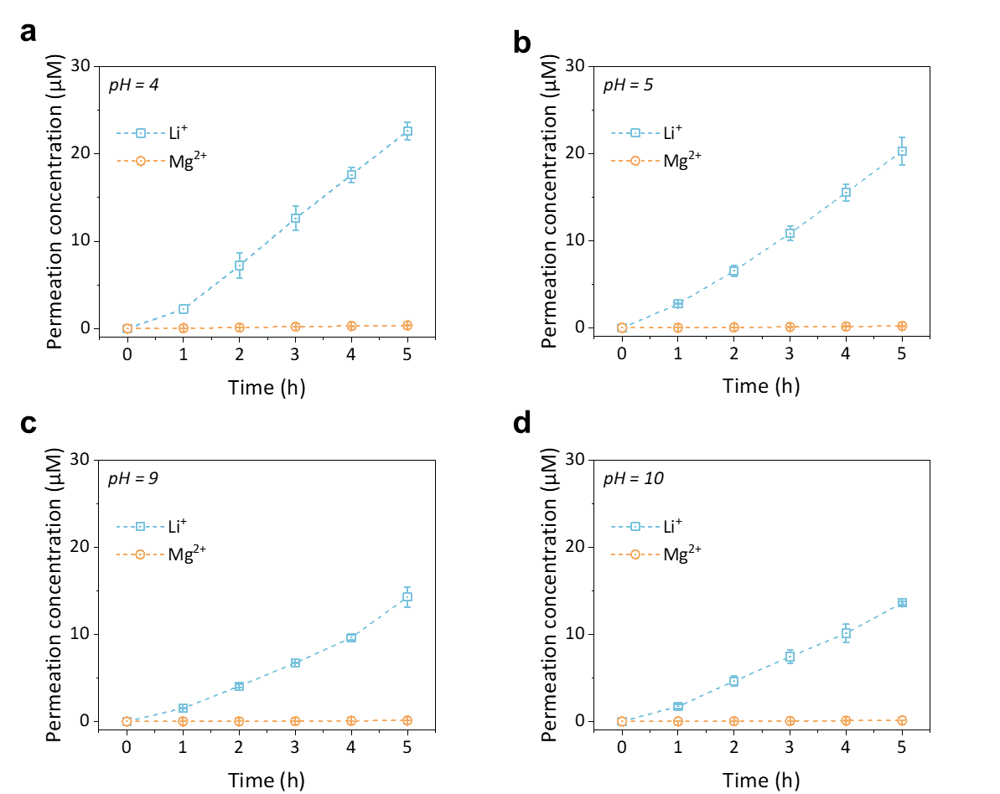 a
Permeation concentration (µM)
30
20
10
0
pH = 4
Li⁺
Mg²⁺
0 1 2 3 4 5
Time (h)
b
Permeation concentration (µM)
30
20
10
0
pH = 5
Li⁺
Mg²⁺
0 1 2 3 4 5
Time (h)
c
Permeation concentration (µM)
30
20
10
0
pH = 9
Li⁺
Mg²⁺
0 1 2 3 4 5
Time (h)
d
Permeation concentration (µM)
30
20
10
0
pH = 10
Li⁺
Mg²⁺
0 1 2 3 4 5
Time (h)